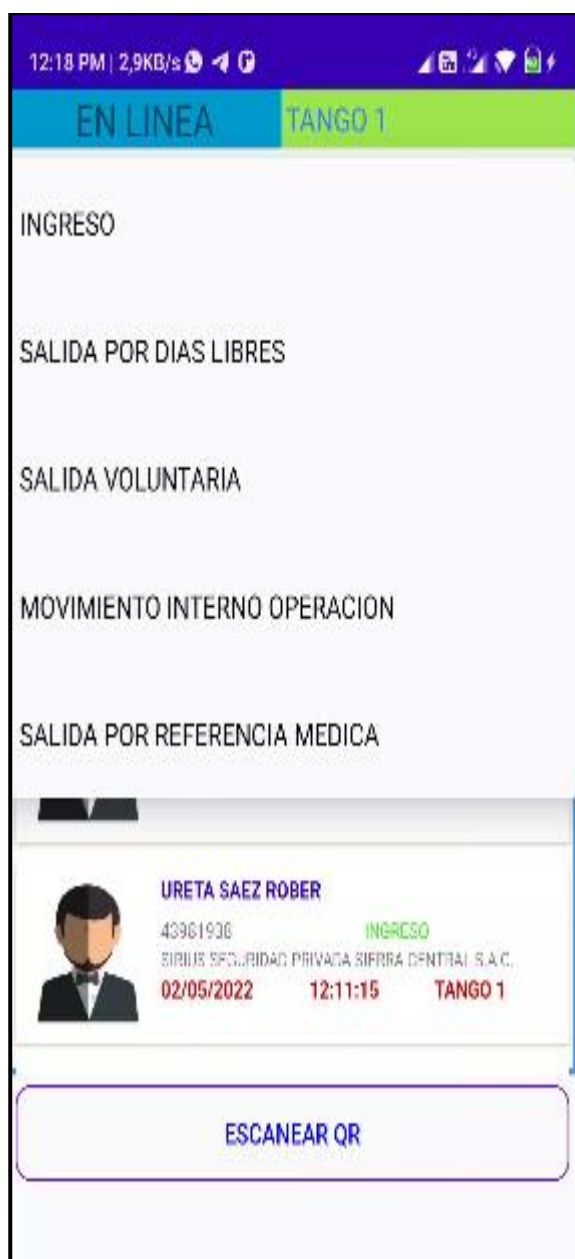 12:18 PM | 2,9KB/s
EN LINEA
TANGO 1
INGRESO
SALIDA POR DIAS LIBRES
SALIDA VOLUNTARIA
MOVIMIENTO INTERNO OPERACION
SALIDA POR REFERENCIA MEDICA
URETA SAEZ ROBER
43981938 INGRESO
SIRIUS SEGURIDAD PRIVADA SIERRA CENTRAL S.A.C.
02/05/2022 12:11:15 TANGO 1
ESCANEAR QR